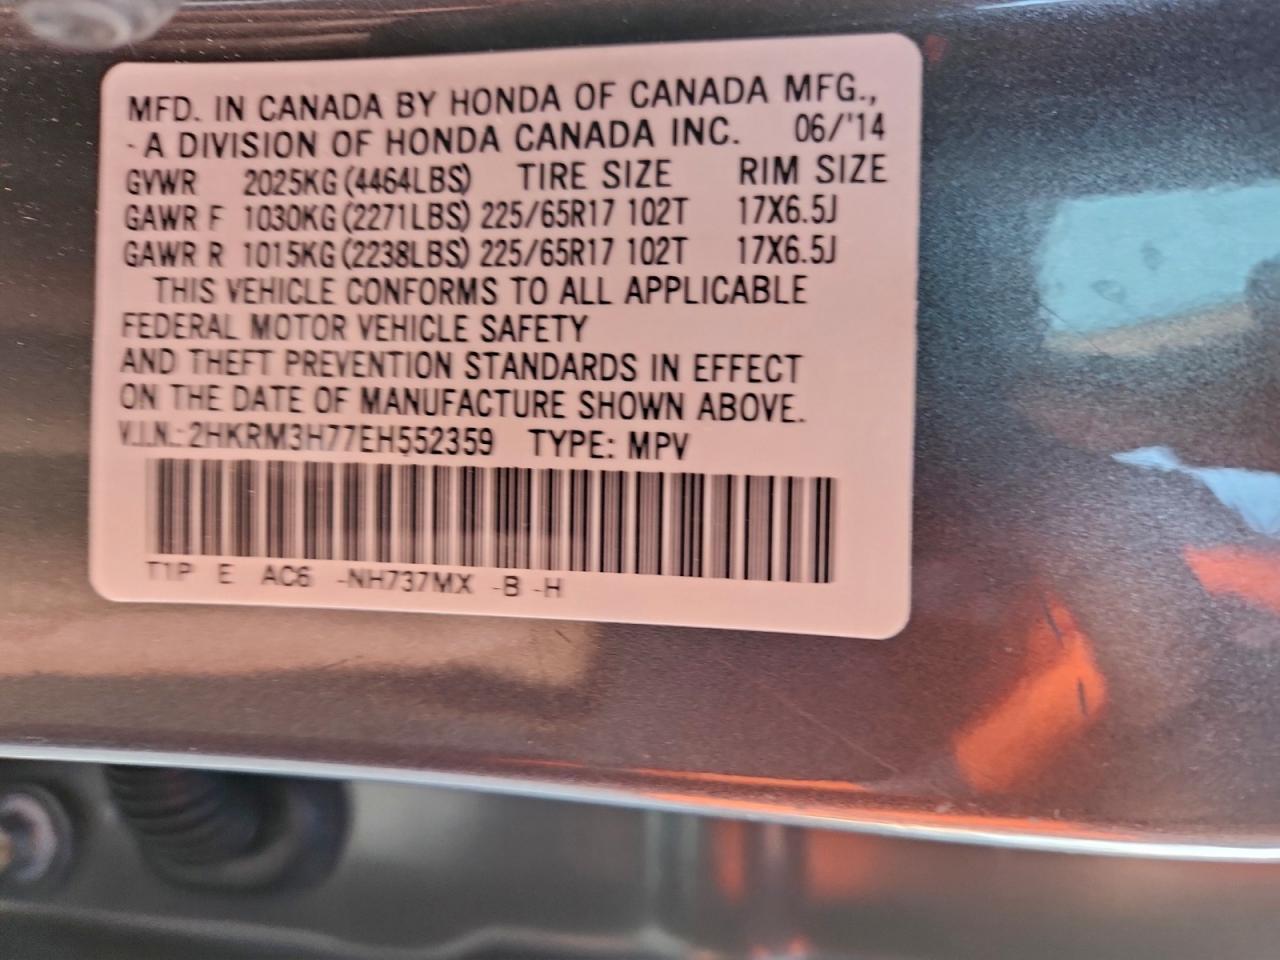 MFD. IN CANADA BY HONDA OF CANADA MFG.,
- A DIVISION OF HONDA CANADA INC. 06/'14
GVWR 2025KG (4464LBS) TIRE SIZE RIM SIZE
GAWR F 1030KG (2271LBS) 225/65R17 102T 17X6.5J
GAWR R 1015KG (2238LBS) 225/65R17 102T 17X6.5J
THIS VEHICLE CONFORMS TO ALL APPLICABLE
FEDERAL MOTOR VEHICLE SAFETY
AND THEFT PREVENTION STANDARDS IN EFFECT
ON THE DATE OF MANUFACTURE SHOWN ABOVE.
V.I.N.: 2HKRM3H77EH552359 TYPE: MPV
T1P E AC6 -NH737MX -B -H